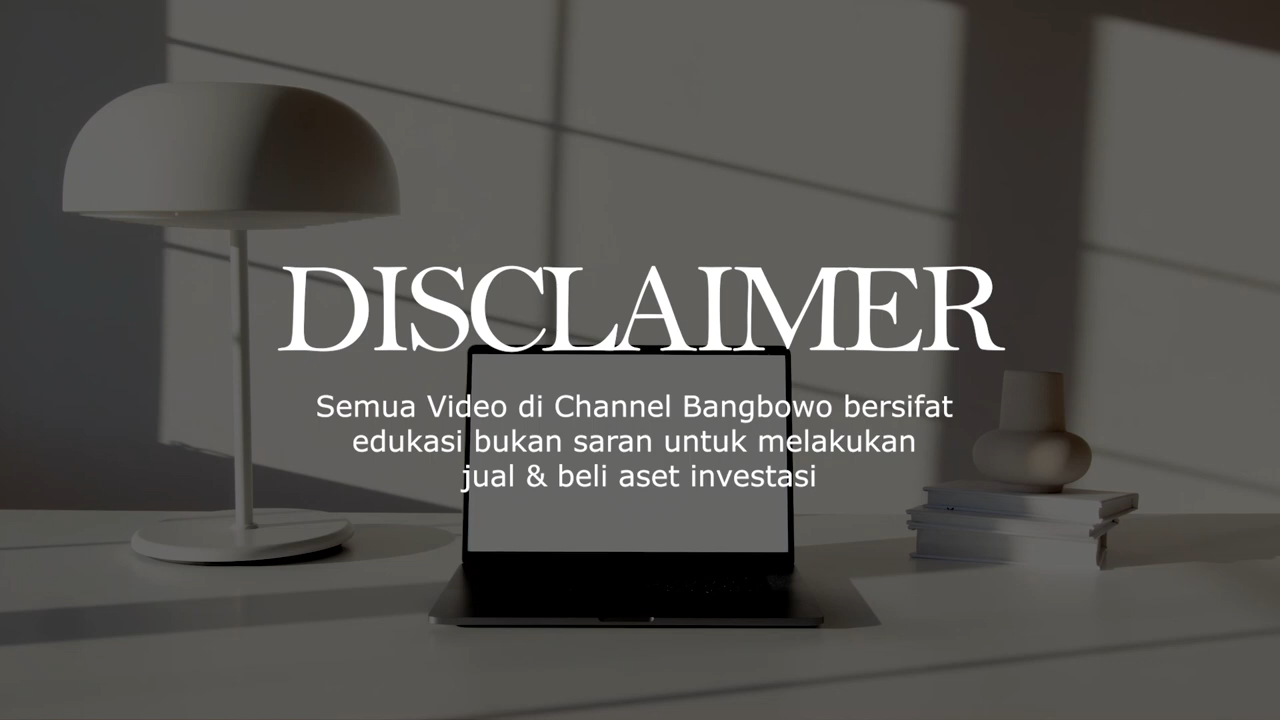 DISCLAIMER
Semua Video di Channel Bangbowo bersifat
edukasi bukan saran untuk melakukan
jual & beli aset investasi